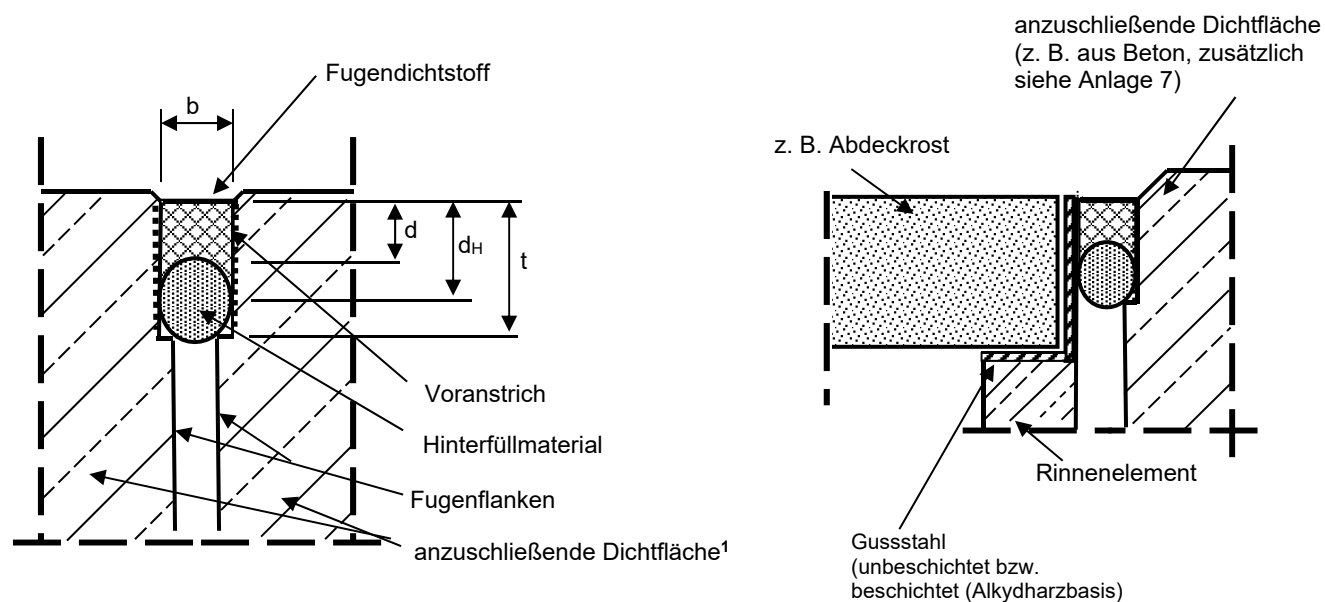 Fugendichtstoff
b
d
dH
t
Voranstrich
Hinterfüllmaterial
Fugenflanken
anzuschließende Dichtfläche¹
anzuschließende Dichtfläche
(z. B. aus Beton, zusätzlich
siehe Anlage 7)
z. B. Abdeckrost
Rinnenelement
Gussstahl
(unbeschichtet bzw.
beschichtet (Alkydharzbasis)